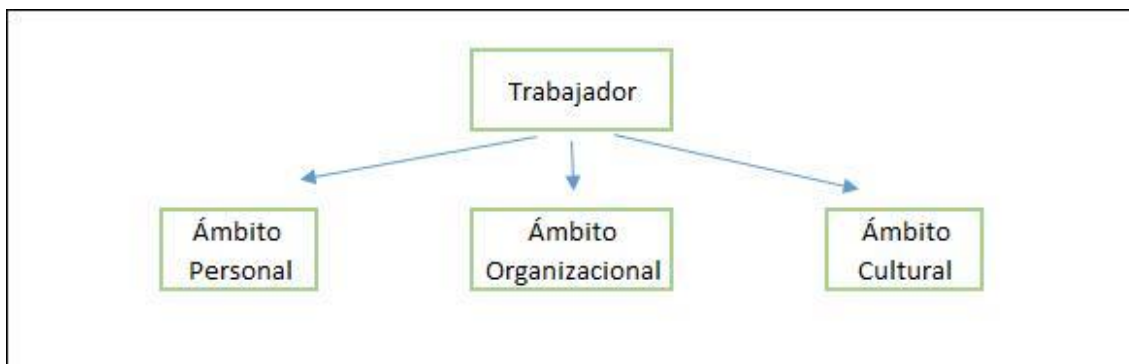 Trabajador
Ámbito
Personal
Ámbito
Organizacional
Ámbito
Cultural